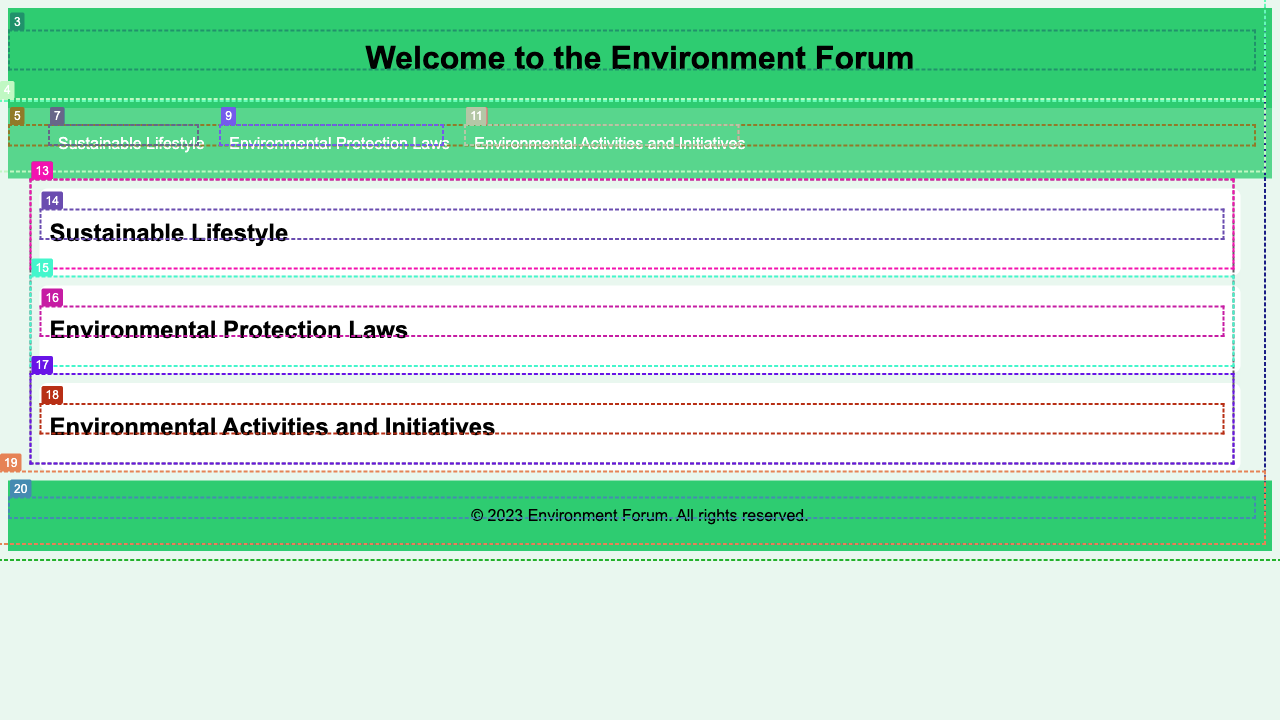 3
Welcome to the Environment Forum
4
5 7 9 11
Sustainable Lifestyle Environmental Protection Laws Environmental Activities and Initiatives
13
14
Sustainable Lifestyle
15
16
Environmental Protection Laws
17
18
Environmental Activities and Initiatives
19
20
© 2023 Environment Forum. All rights reserved.